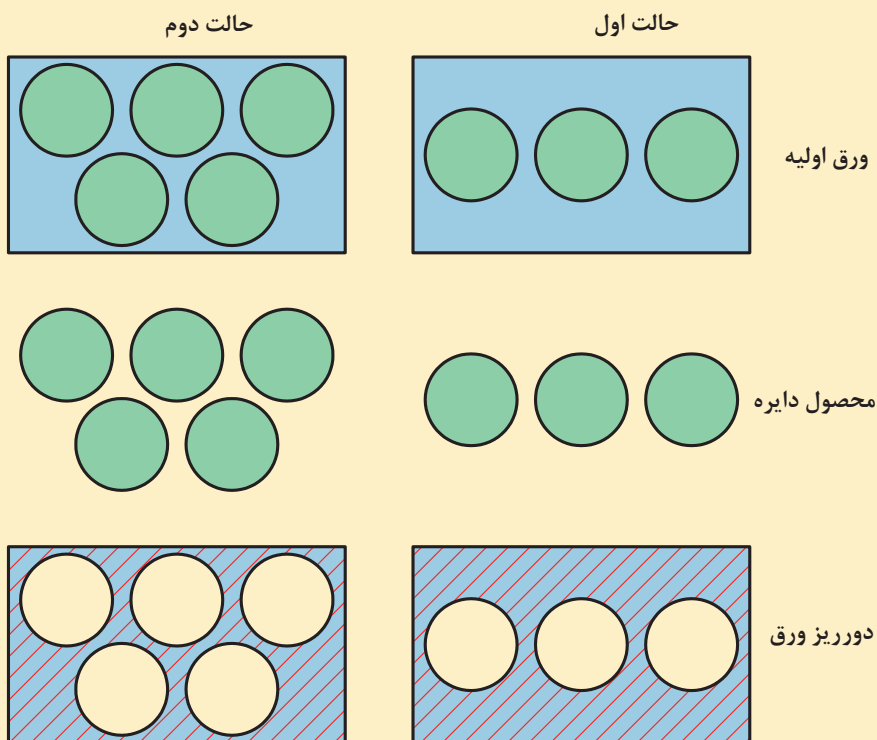 حالت اول
حالت دوم
ورق اولیه
محصول دایره
دورریز ورق